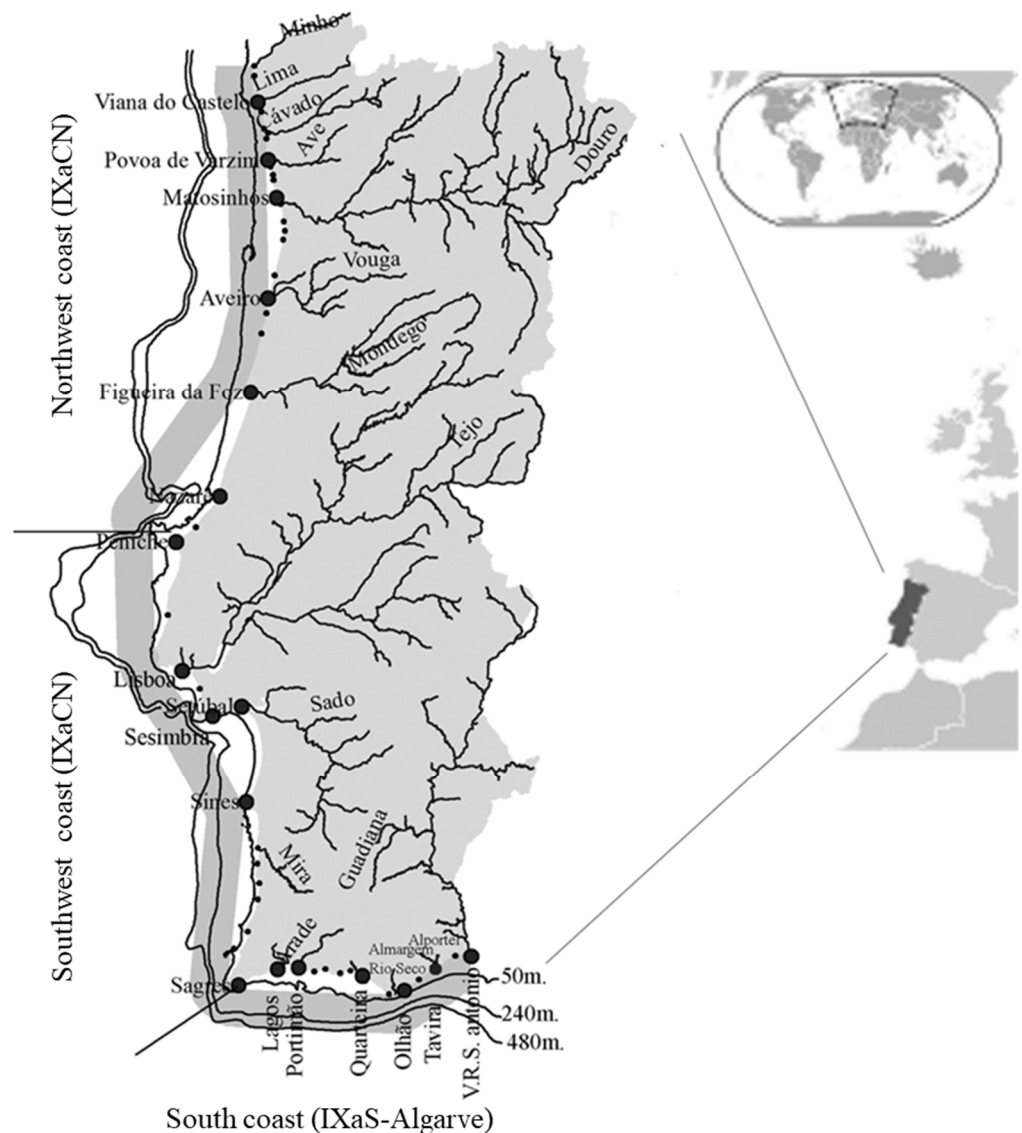 Minho
Lima
Viana do Castelo
Cávado
Ave
Povoa de Varzim
Douro
Matosinhos
Vouga
Aveiro
Mondego
Figueira da Foz
Tejo
Nazaré
Peniche
Lisboa
Setúbal
Sado
Sesimbra
Sines
Mira
Guadiana
Arade
Alportel
Almargem
Rio Seco
Sagres
50m.
240m.
480m.
Lagos
Portimão
Quarteira
Olhão
Tavira
V.R.S. antonio
Northwest coast (IXaCN)
Southwest coast (IXaCN)
South coast (IXaS-Algarve)